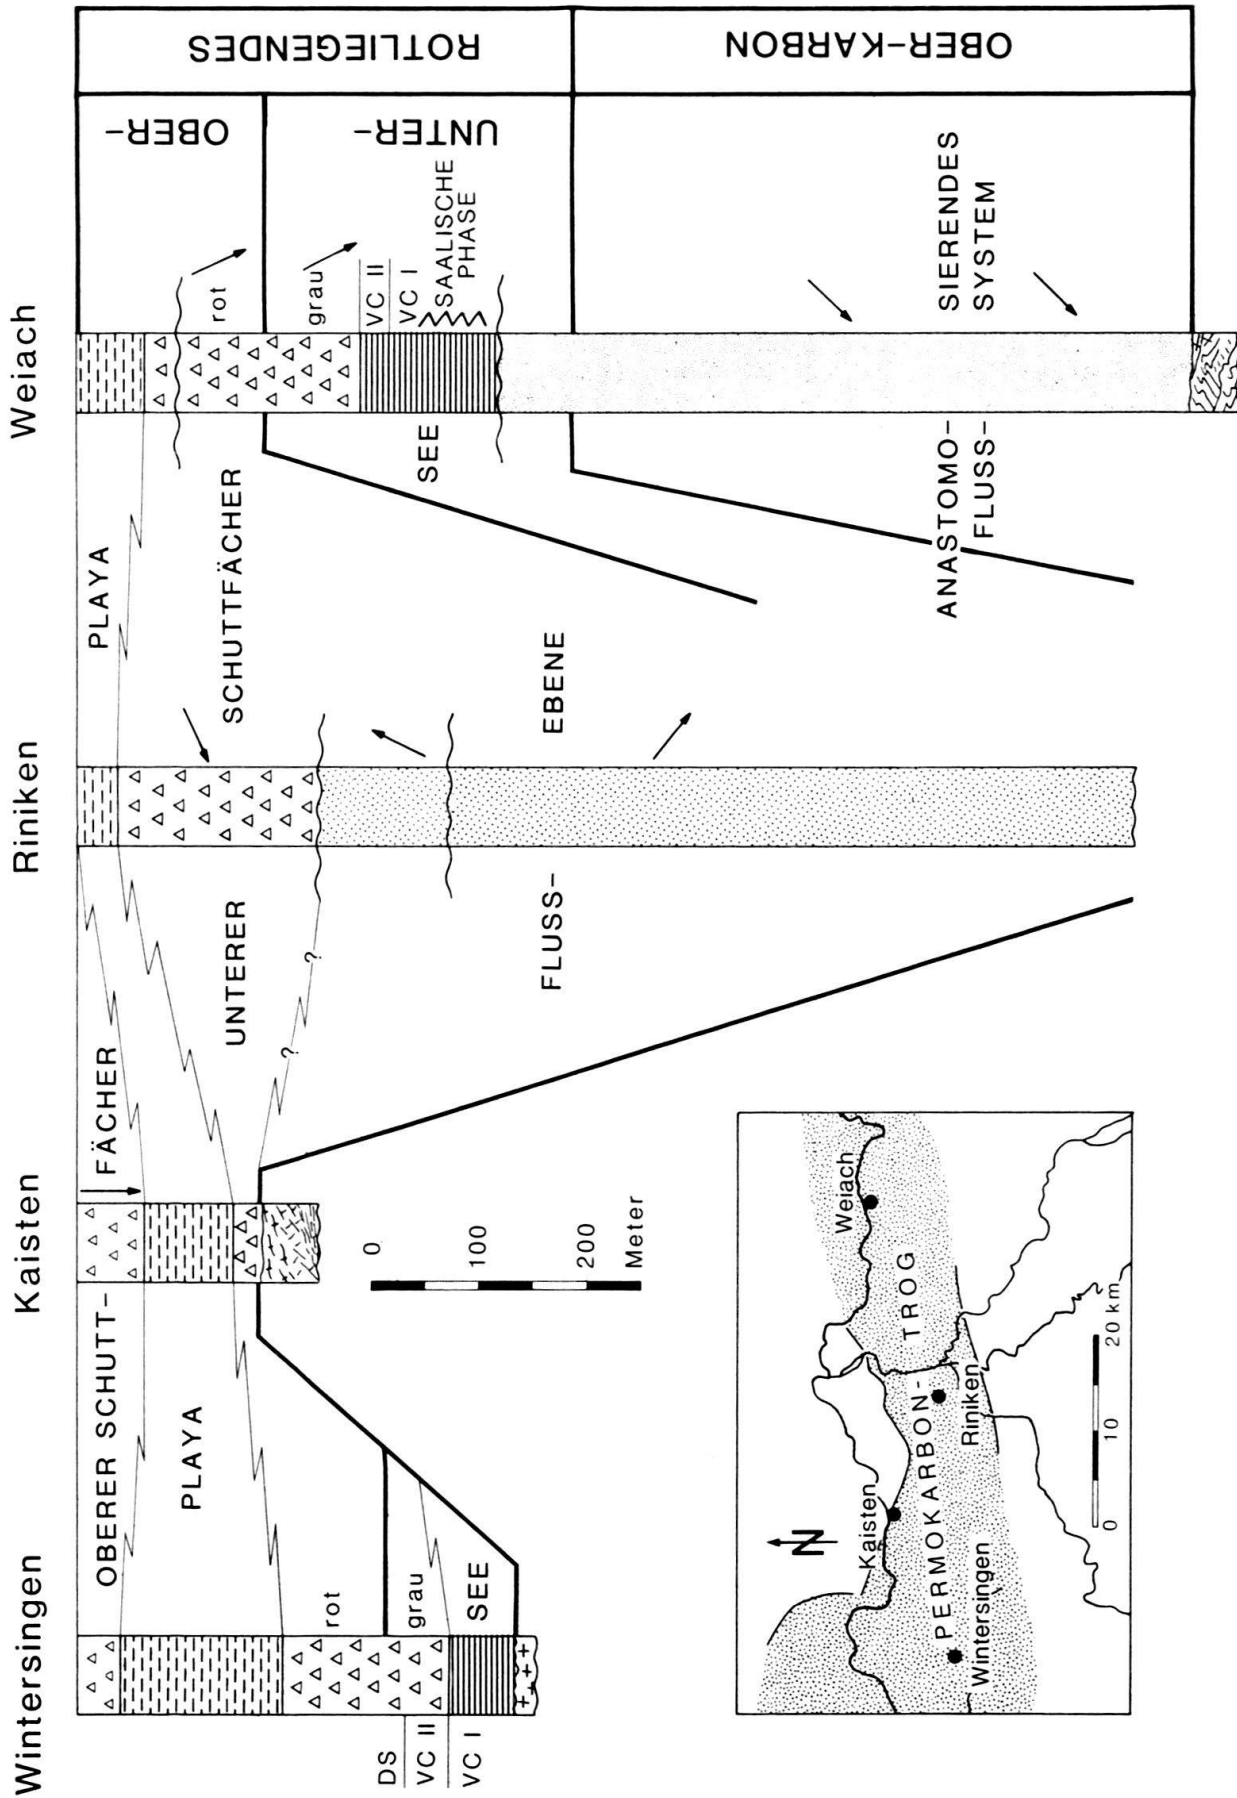 Wintersingen
Kaisten
Riniken
Weiach
OBERER SCHUTT-
FÄCHER
PLAYA
PLAYA
UNTERER
SCHUTTFÄCHER
rot
grau
SEE
DS
VC II
VC I
?
?
FLUSS-
EBENE
SEE
rot
grau
VC II
VC I
SAALISCHE
PHASE
ANASTOMO-
SIERENDES
FLUSS-
SYSTEM
OBER-
UNTER-
ROTLIEGENDES
OBER-KARBON
0
100
200
Meter
N
Kaisten
Weiach
PERMOKARBON-
TROG
Riniken
Wintersingen
0
10
20 km